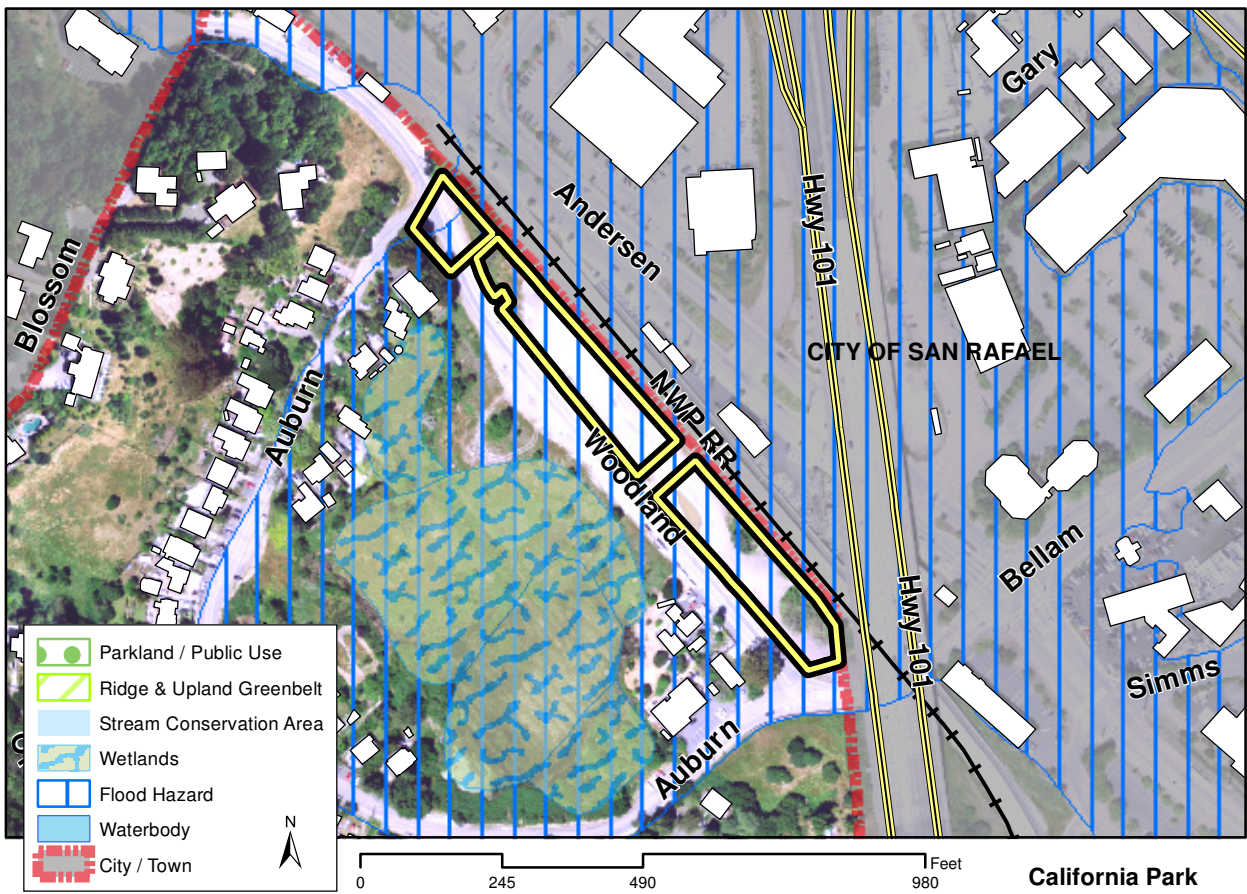 Gary
Andersen
Hwy 101
Blossom
CITY OF SAN RAFAEL
Auburn
NWP RR
Woodland
Bellam
Hwy 101
Simms
Auburn
Parkland / Public Use
Ridge & Upland Greenbelt
Stream Conservation Area
Wetlands
Flood Hazard
Waterbody
City / Town
N
Feet
0 245 490 980
California Park